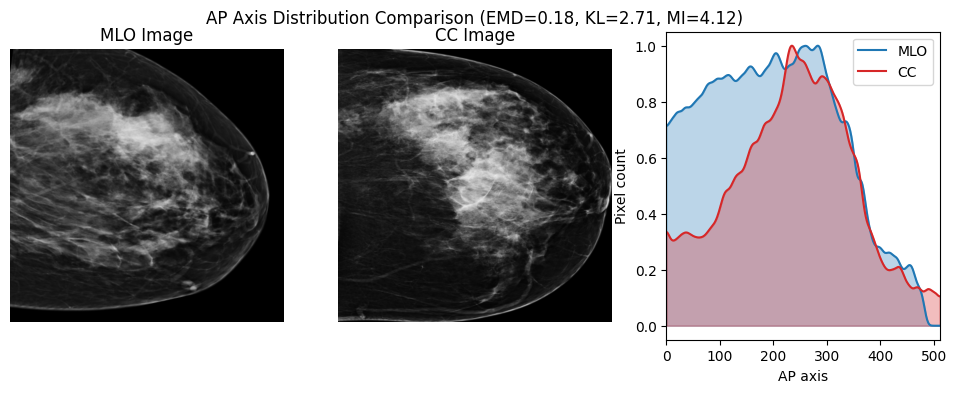 AP Axis Distribution Comparison (EMD=0.18, KL=2.71, MI=4.12)
MLO Image
CC Image
MLO
CC
Pixel count
1.0
0.8
0.6
0.4
0.2
0.0
0 100 200 300 400 500
AP axis